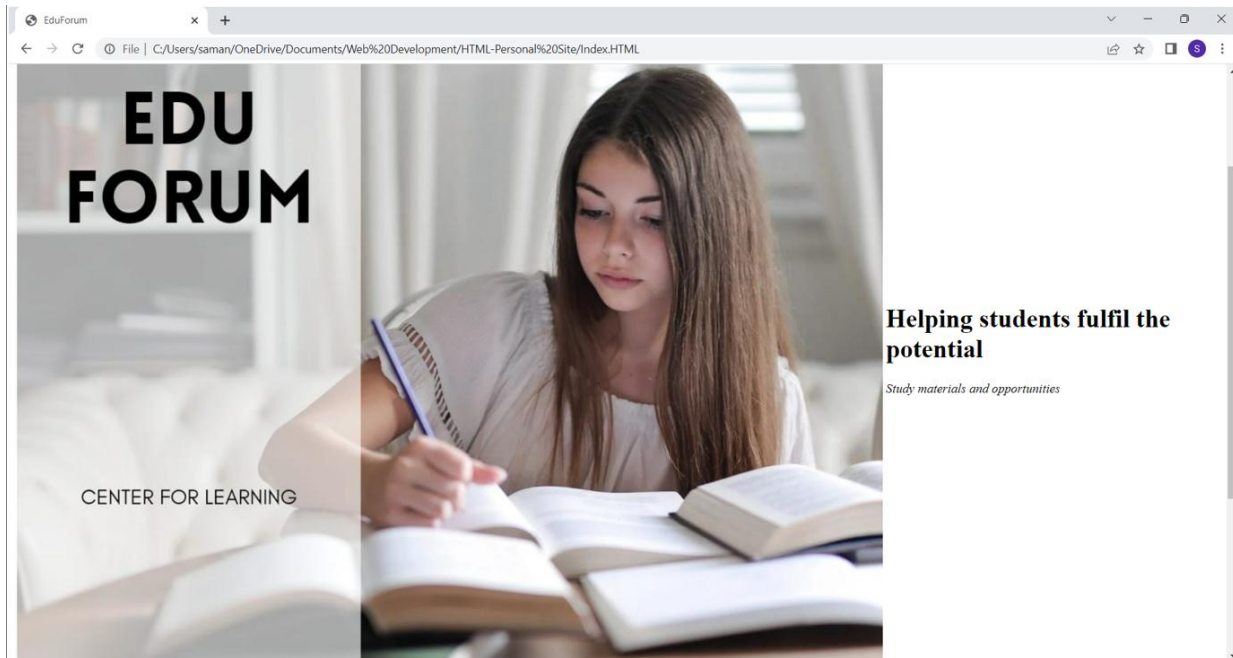 EduForum
File | C:/Users/saman/OneDrive/Documents/Web%20Development/HTML-Personal%20Site/Index.HTML
S
EDU
FORUM
CENTER FOR LEARNING
Helping students fulfil the
potential
Study materials and opportunities